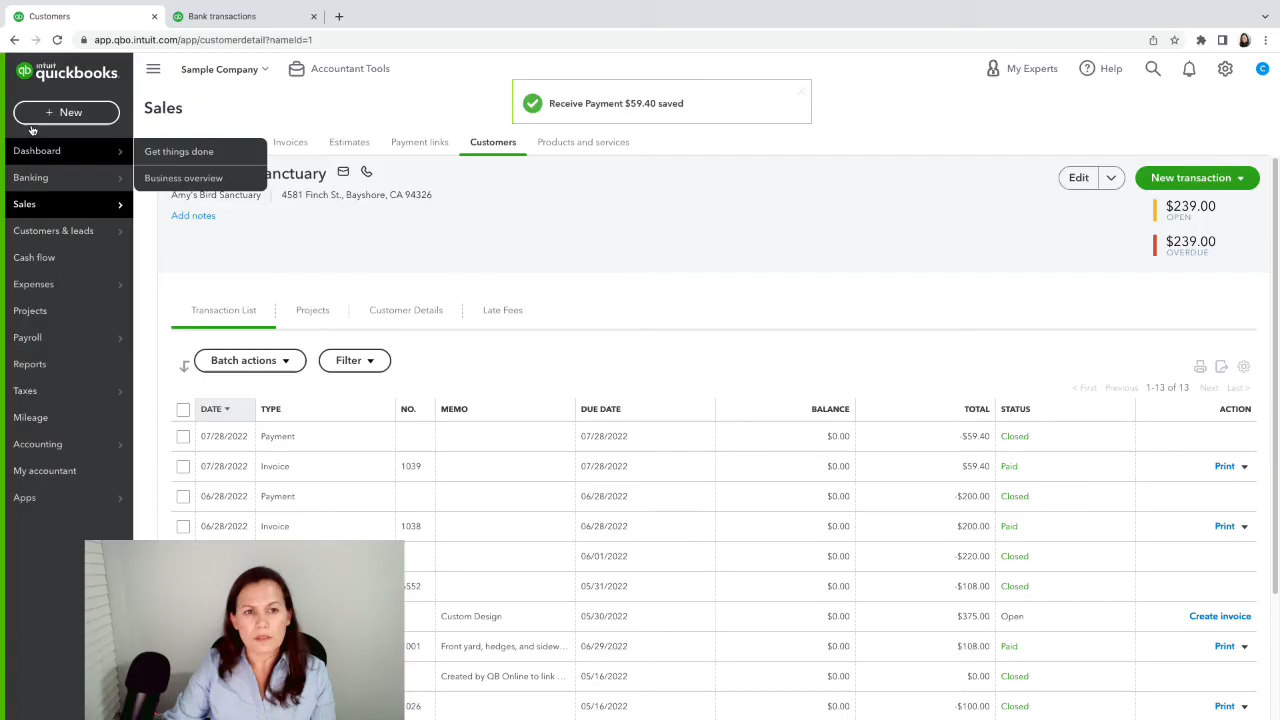 Customers
Bank transactions
app.qbo.intuit.com/app/customerdetail?nameId=1
intuit
quickbooks.
qb
+ New
Sample Company
Accountant Tools
My Experts
Help
C
Sales
Receive Payment $59.40 saved
Dashboard
Banking
Sales
Customers & leads
Cash flow
Expenses
Projects
Payroll
Reports
Taxes
Mileage
Accounting
My accountant
Apps
Get things done
Business overview
Invoices
Estimates
Payment links
Customers
Products and services
anctuary
Amy's Bird Sanctuary
4581 Finch St., Bayshore, CA 94326
Add notes
Edit
New transaction
$239.00
OPEN
$239.00
OVERDUE
Transaction List
Projects
Customer Details
Late Fees
Batch actions
Filter
< First Previous 1-13 of 13 Next Last >
DATE TYPE NO. MEMO DUE DATE BALANCE TOTAL STATUS ACTION
07/28/2022 Payment 07/28/2022 $0.00 -$59.40 Closed
07/28/2022 Invoice 1039 07/28/2022 $0.00 $59.40 Paid Print
06/28/2022 Payment 06/28/2022 $0.00 -$200.00 Closed
06/28/2022 Invoice 1038 06/28/2022 $0.00 $200.00 Paid Print
06/01/2022 $0.00 -$220.00 Closed
552 05/31/2022 $0.00 -$108.00 Closed
Custom Design 05/30/2022 $0.00 $375.00 Open Create invoice
001 Front yard, hedges, and sidew... 06/29/2022 $0.00 $108.00 Paid Print
Created by QB Online to link ... 05/16/2022 $0.00 $0.00 Closed
026 05/16/2022 $0.00 -$100.00 Closed Print